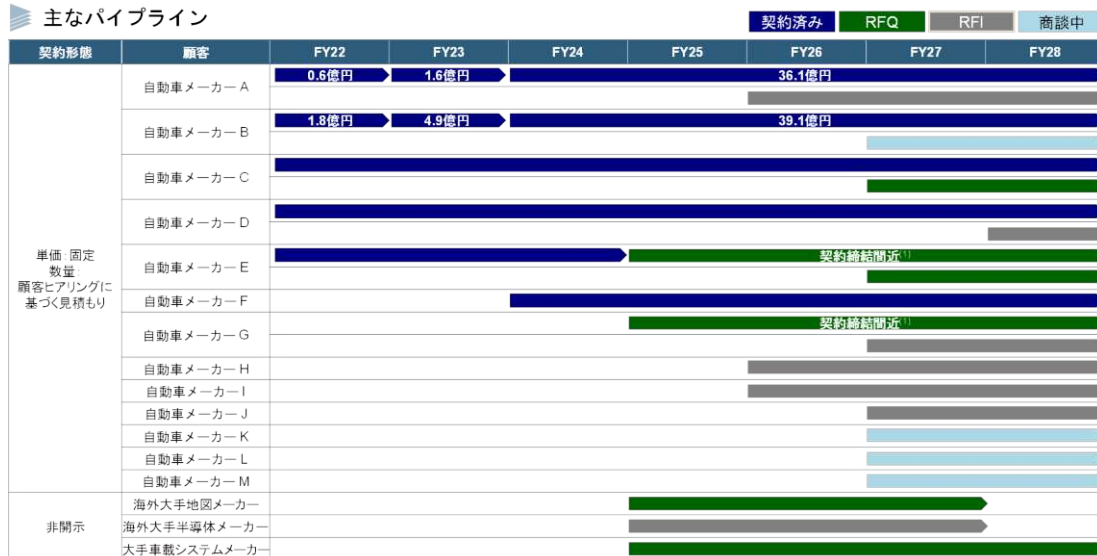 主なパイプライン
契約済み RFQ RFI 商談中
契約形態 顧客 FY22 FY23 FY24 FY25 FY26 FY27 FY28
0.6億円 1.6億円 36.1億円
自動車メーカーA
1.8億円 4.9億円 39.1億円
自動車メーカーB
自動車メーカーC
自動車メーカーD
単価:固定
数量:
顧客ヒアリングに
基づく見積もり
契約締結間近(1)
自動車メーカーE
自動車メーカーF
契約締結間近(1)
自動車メーカーG
自動車メーカーH
自動車メーカーI
自動車メーカーJ
自動車メーカーK
自動車メーカーL
自動車メーカーM
非開示
海外大手地図メーカー
海外大手半導体メーカー
大手車載システムメーカー